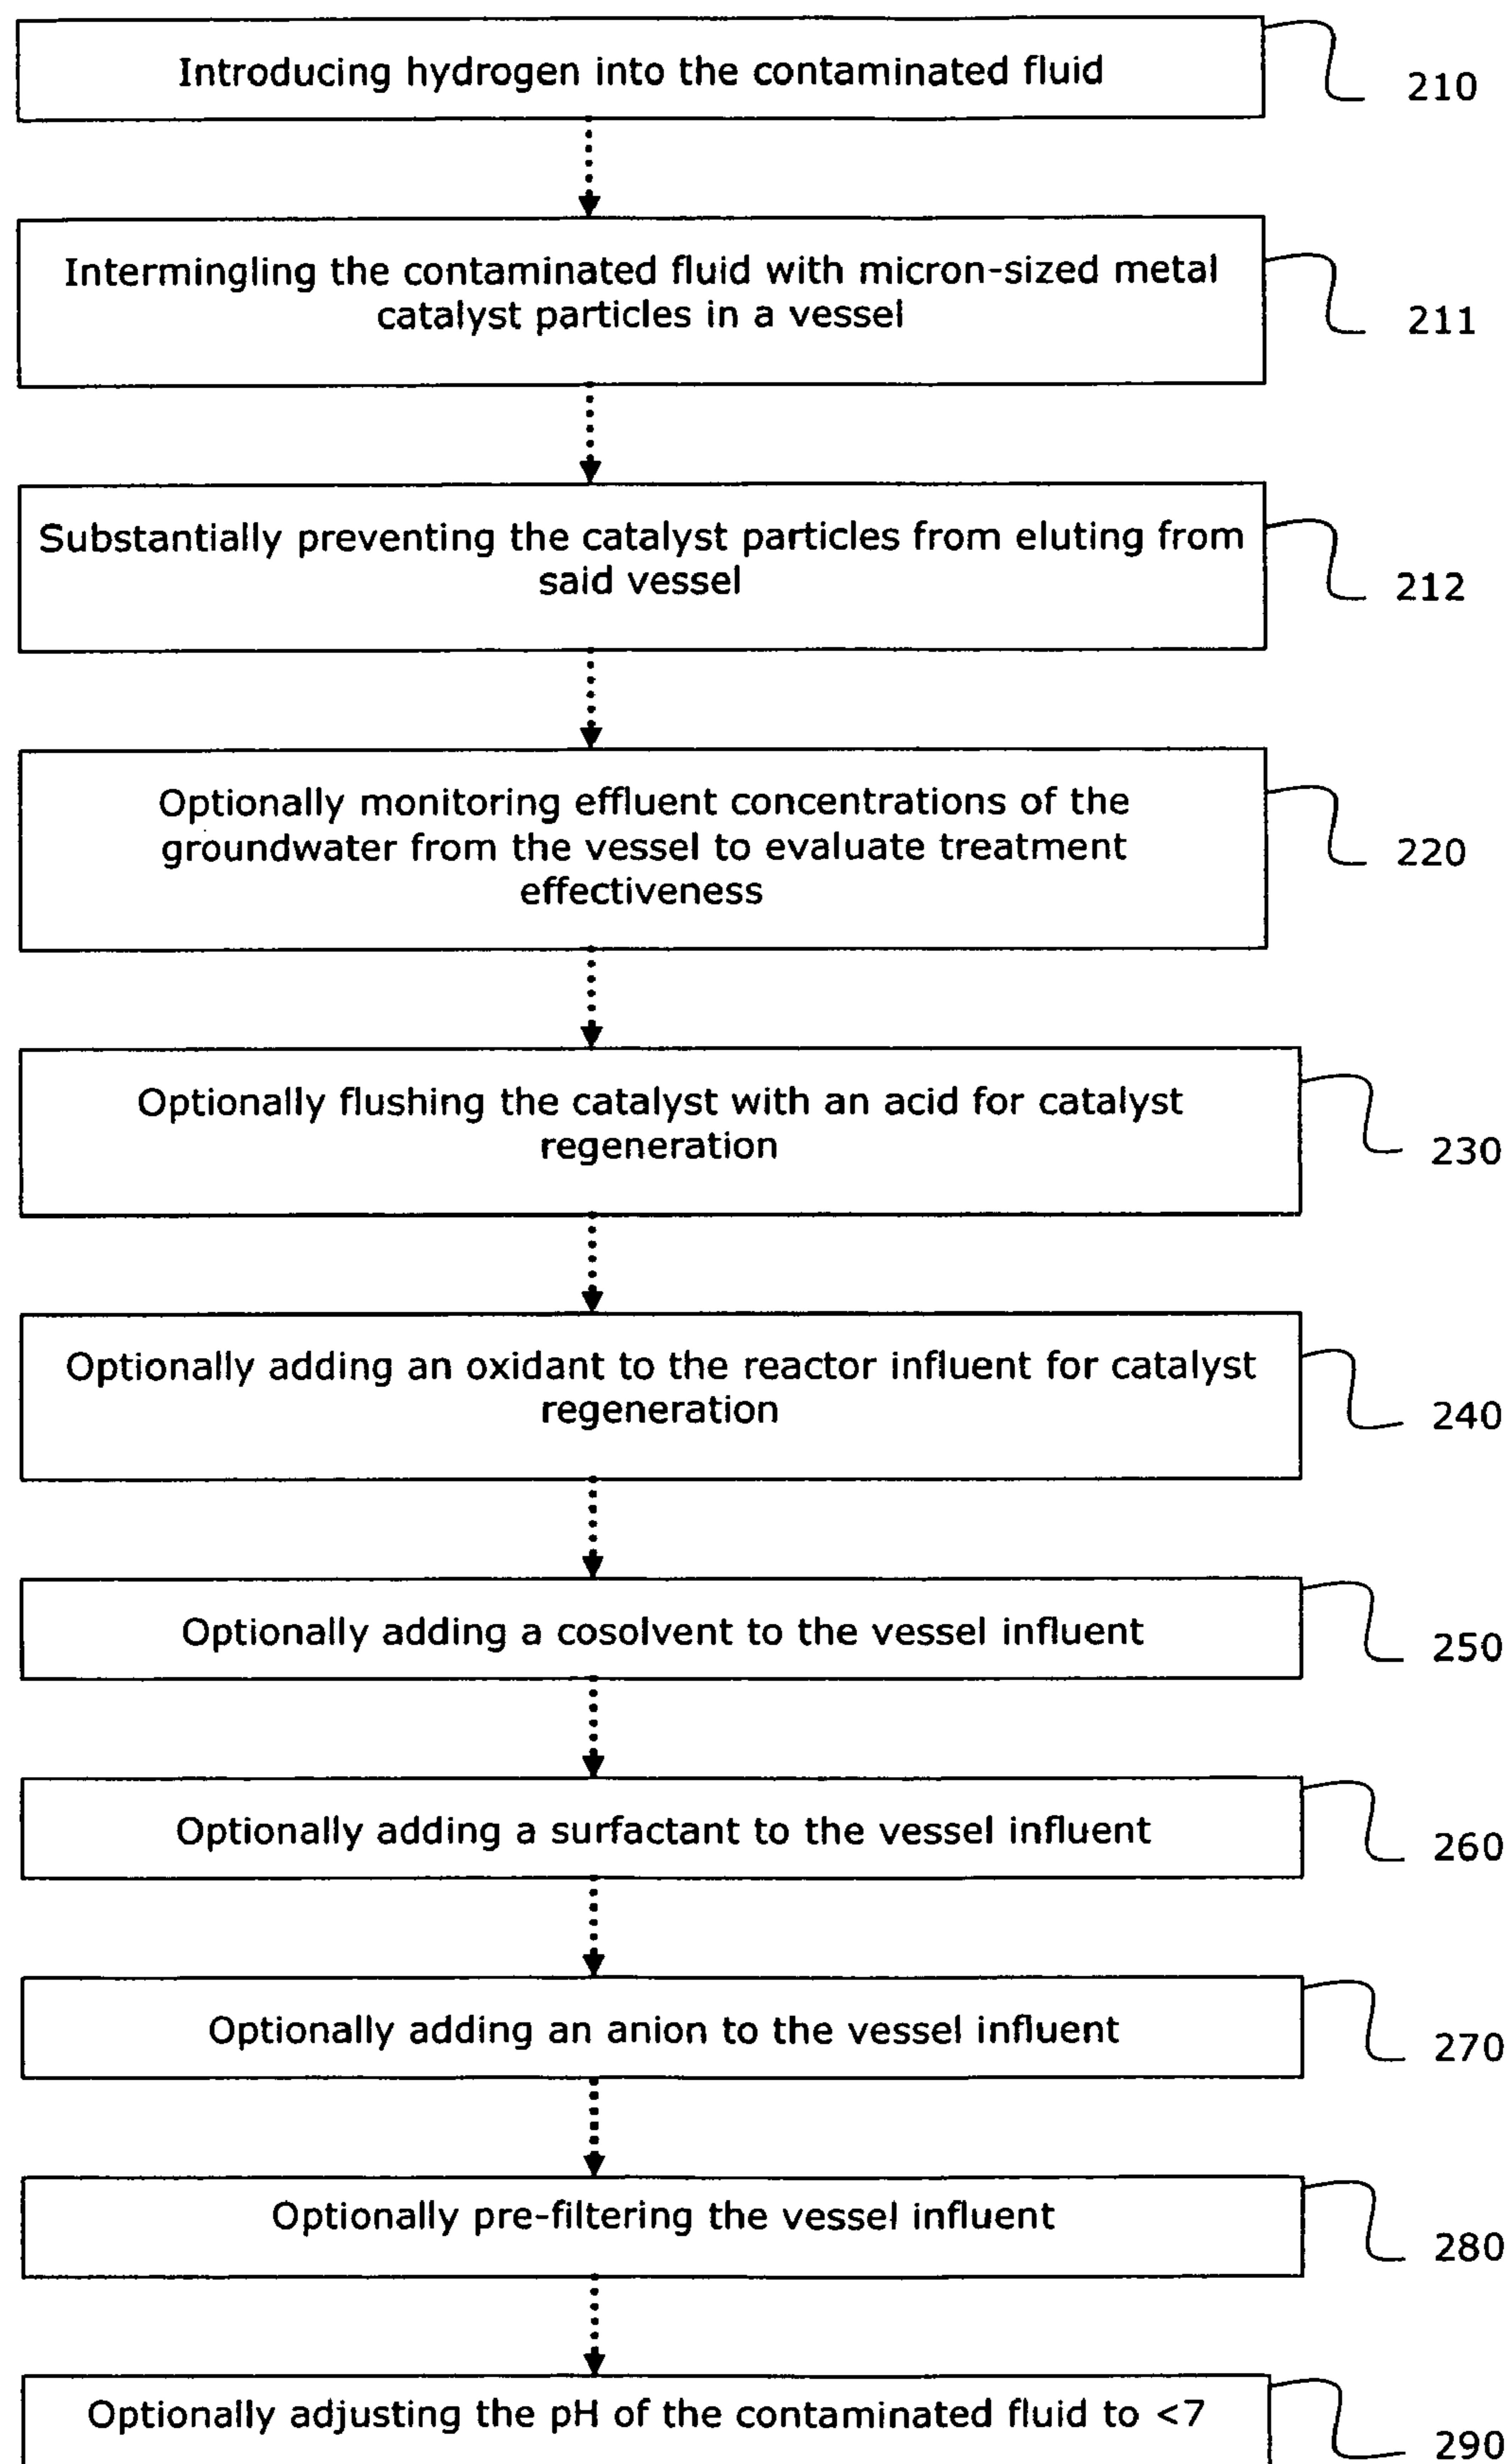 Introducing hydrogen into the contaminated fluid
210
Intermingling the contaminated fluid with micron-sized metal
catalyst particles in a vessel
211
Substantially preventing the catalyst particles from eluting from
said vessel
212
Optionally monitoring effluent concentrations of the
groundwater from the vessel to evaluate treatment
effectiveness
220
Optionally flushing the catalyst with an acid for catalyst
regeneration
230
Optionally adding an oxidant to the reactor influent for catalyst
regeneration
240
Optionally adding a cosolvent to the vessel influent
250
Optionally adding a surfactant to the vessel influent
260
Optionally adding an anion to the vessel influent
270
Optionally pre-filtering the vessel influent
280
Optionally adjusting the pH of the contaminated fluid to <7
290